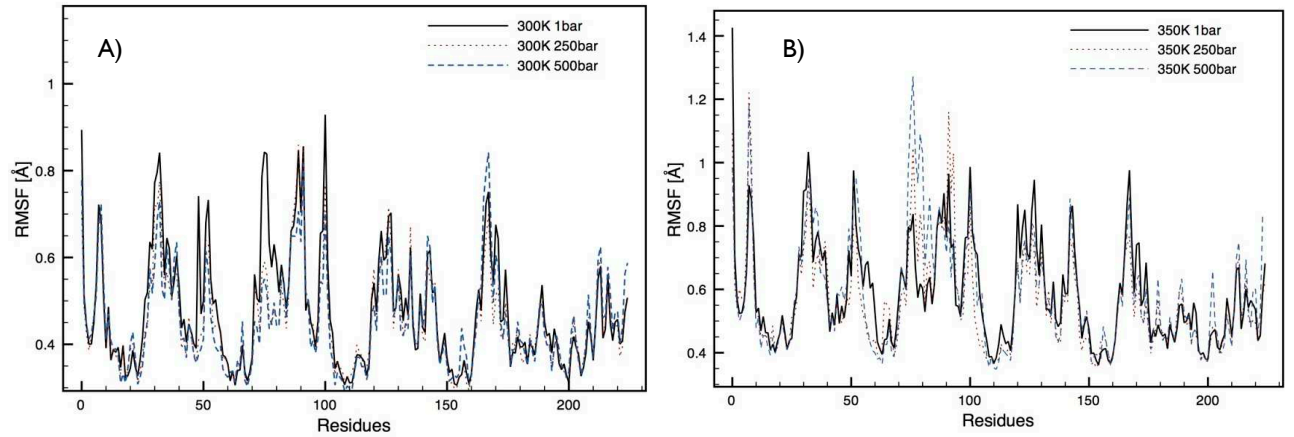 A)
300K 1bar
300K 250bar
300K 500bar
RMSF [Å]
1
0.8
0.6
0.4
0 50 100 150 200
Residues
B)
350K 1bar
350K 250bar
350K 500bar
RMSF [Å]
1.4
1.2
1
0.8
0.6
0.4
0 50 100 150 200
Residues